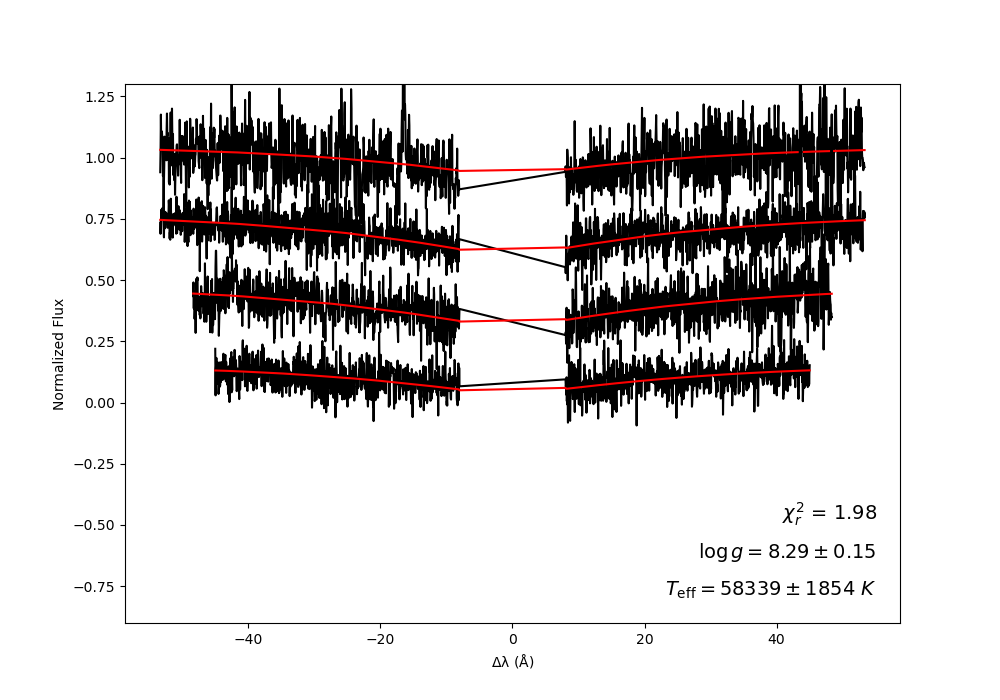 1.25
1.00
0.75
0.50
0.25
0.00
−0.25
−0.50
−0.75
Normalized Flux
χ²ᵣ = 1.98
log g = 8.29 ± 0.15
T_eff = 58339 ± 1854 K
−40 −20 0 20 40
Δλ (Å)